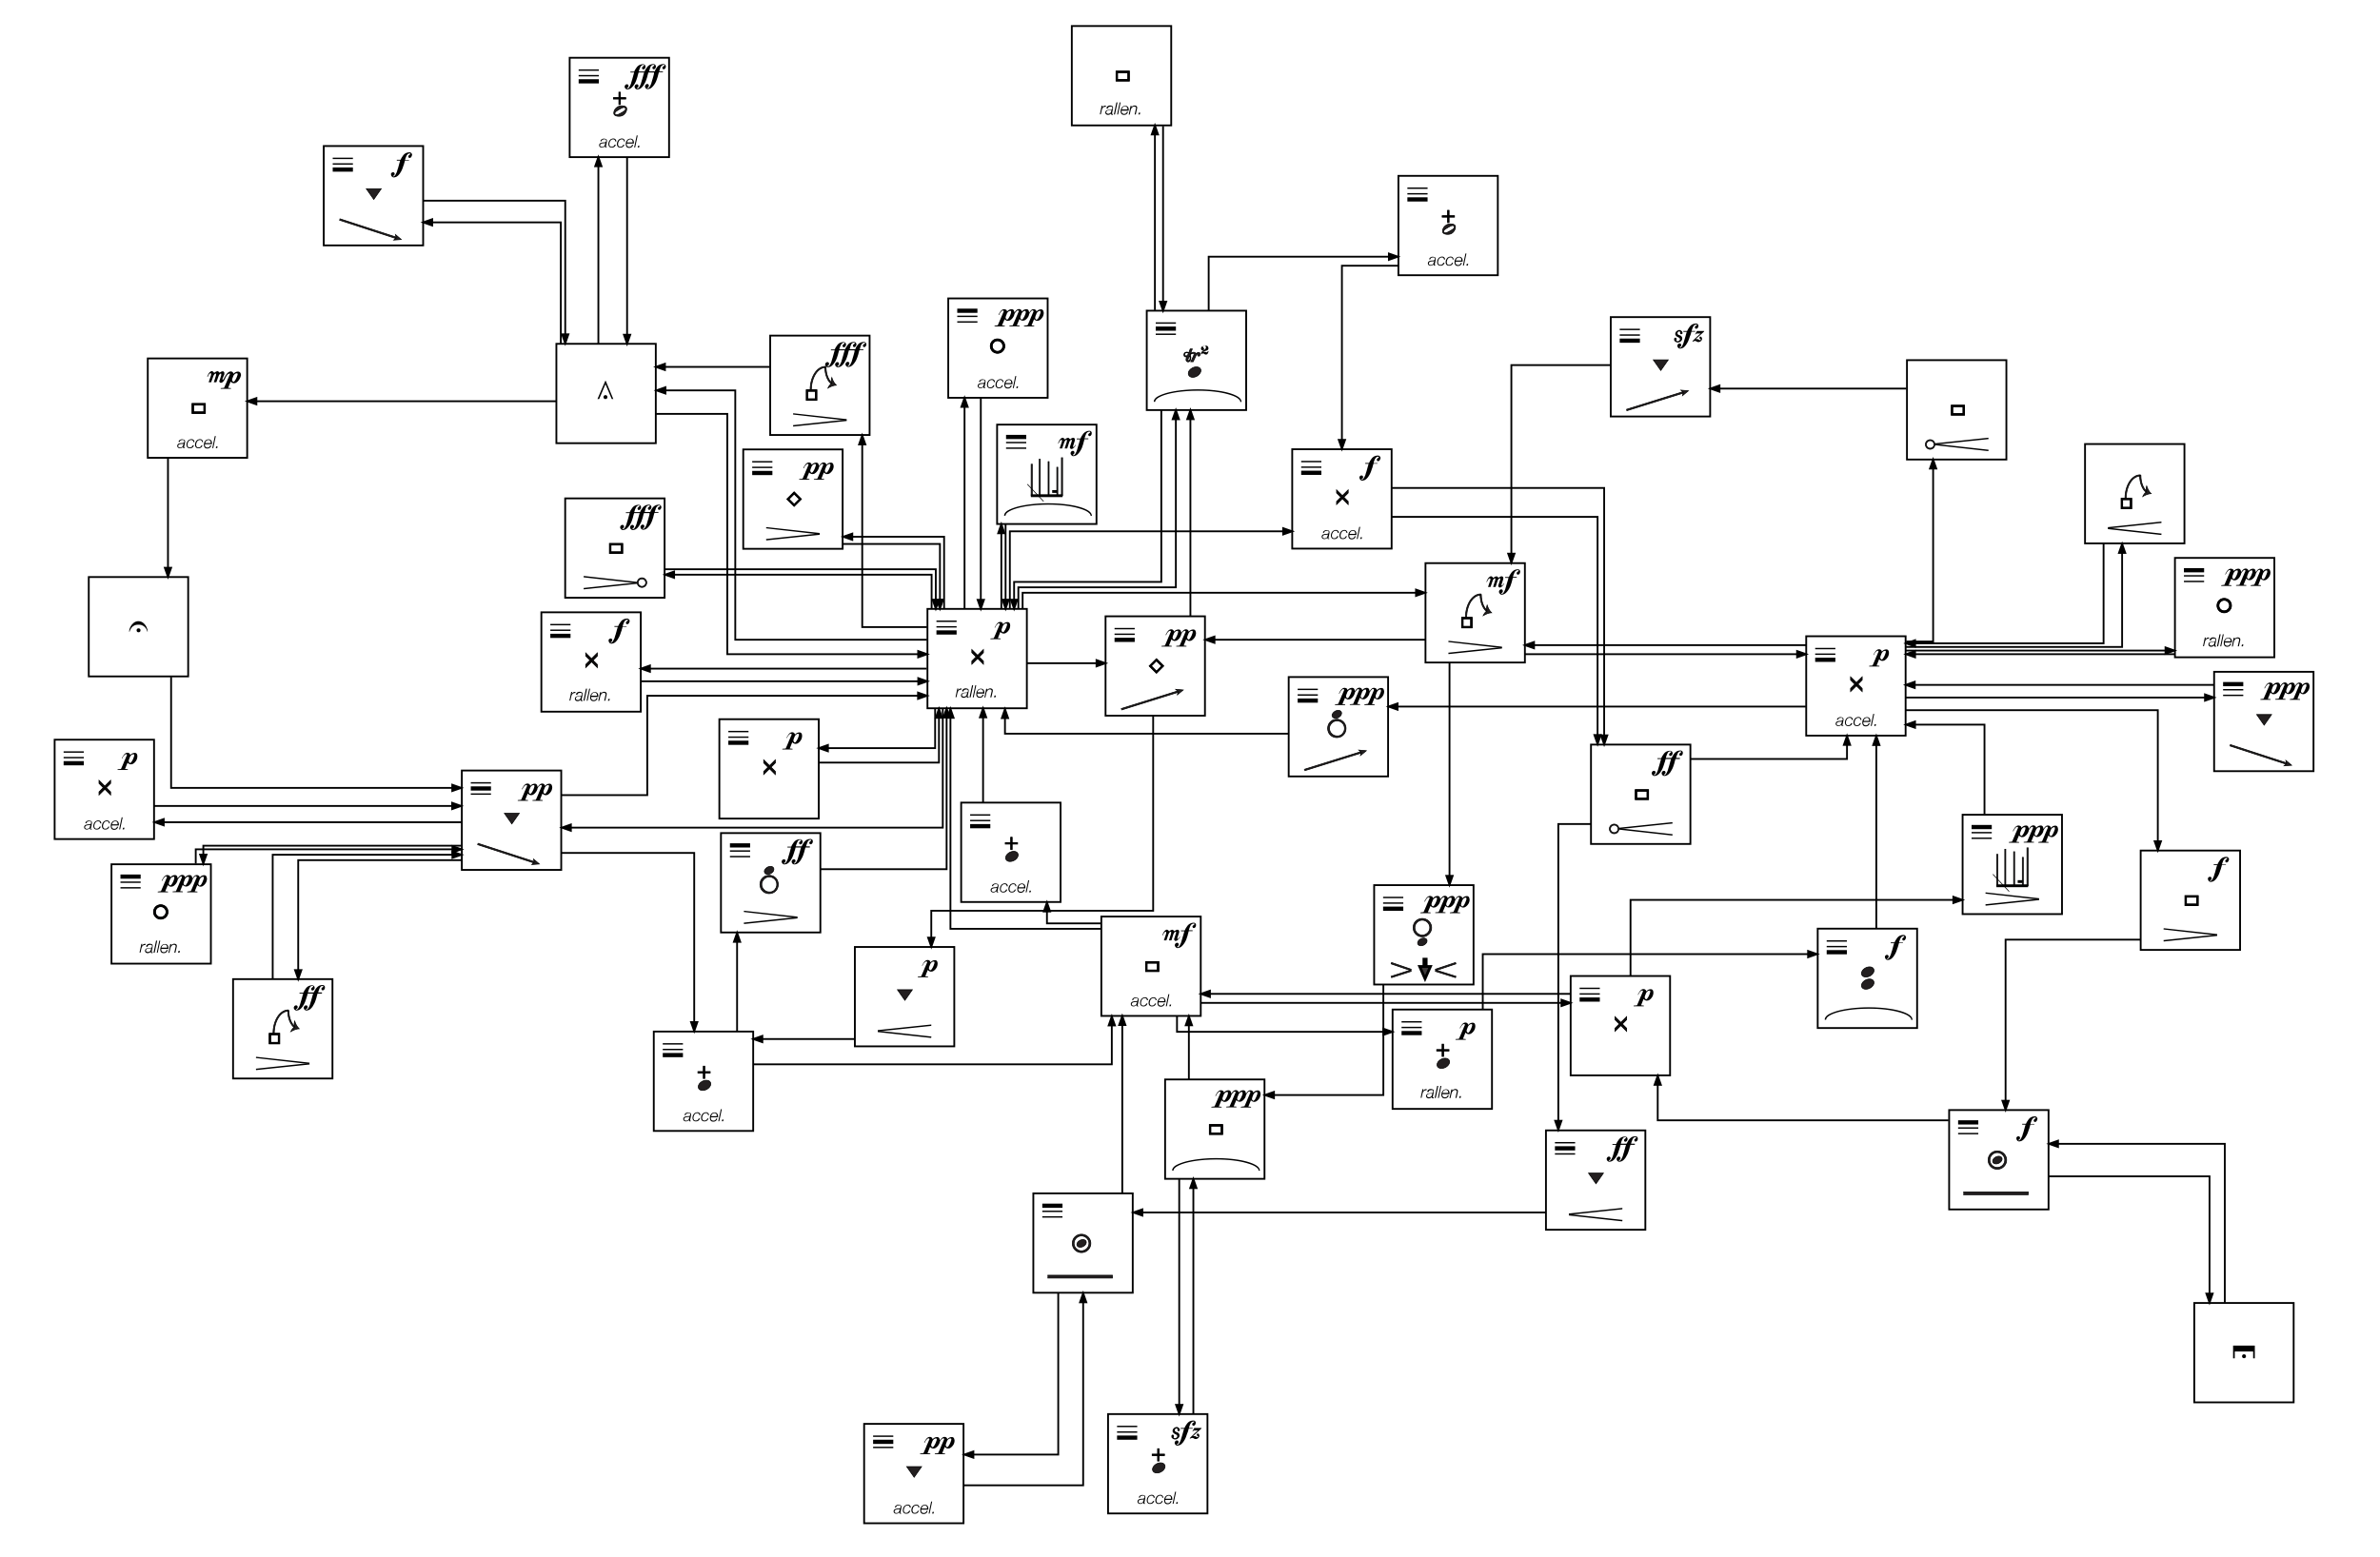 fff
accel.
rallen.
f
accel.
ppp
accel.
tr²
sfz
mp
accel.
fff
mf
pp
f
accel.
fff
ppp
rallen.
mf
f
rallen.
p
rallen.
pp
p
accel.
ppp
ppp
p
p
accel.
pp
ff
ff
accel.
ppp
f
ppp
rallen.
ppp
mf
accel.
f
p
ff
p
p
rallen.
accel.
ppp
f
ff
pp
accel.
sfz
accel.